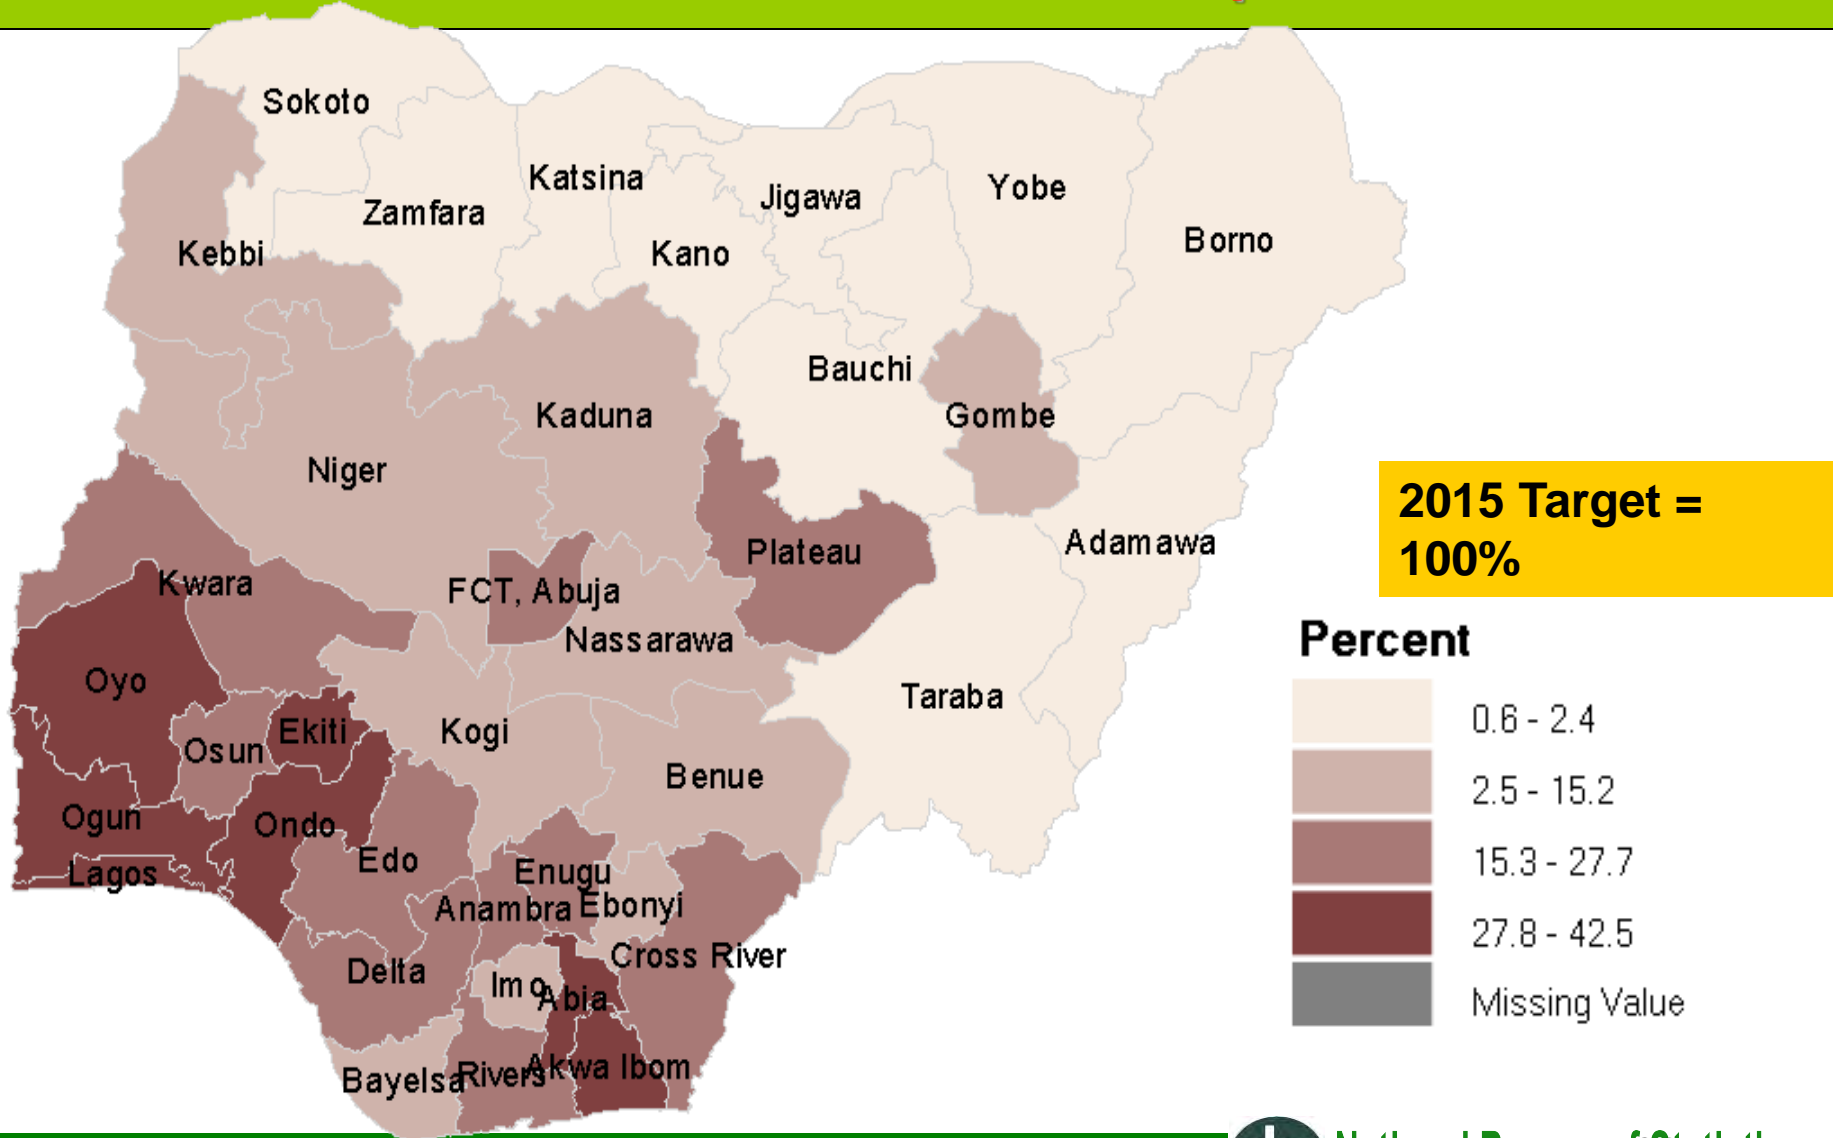 Sokoto
Katsina
Zamfara
Jigawa
Yobe
Kebbi
Kano
Borno
Bauchi
Kaduna
Gombe
Niger
2015 Target =
100%
Adamawa
Plateau
Kwara
FCT, Abuja
Nassarawa
Percent
Oyo
Taraba
0.6 - 2.4
Ekiti
Kogi
Osun
Benue
2.5 - 15.2
Ogun
Ondo
Edo
15.3 - 27.7
Lagos
Enugu
Anambra
Ebonyi
27.8 - 42.5
Cross River
Delta
Imo
Abia
Missing Value
Bayelsa
Rivers
Akwa Ibom